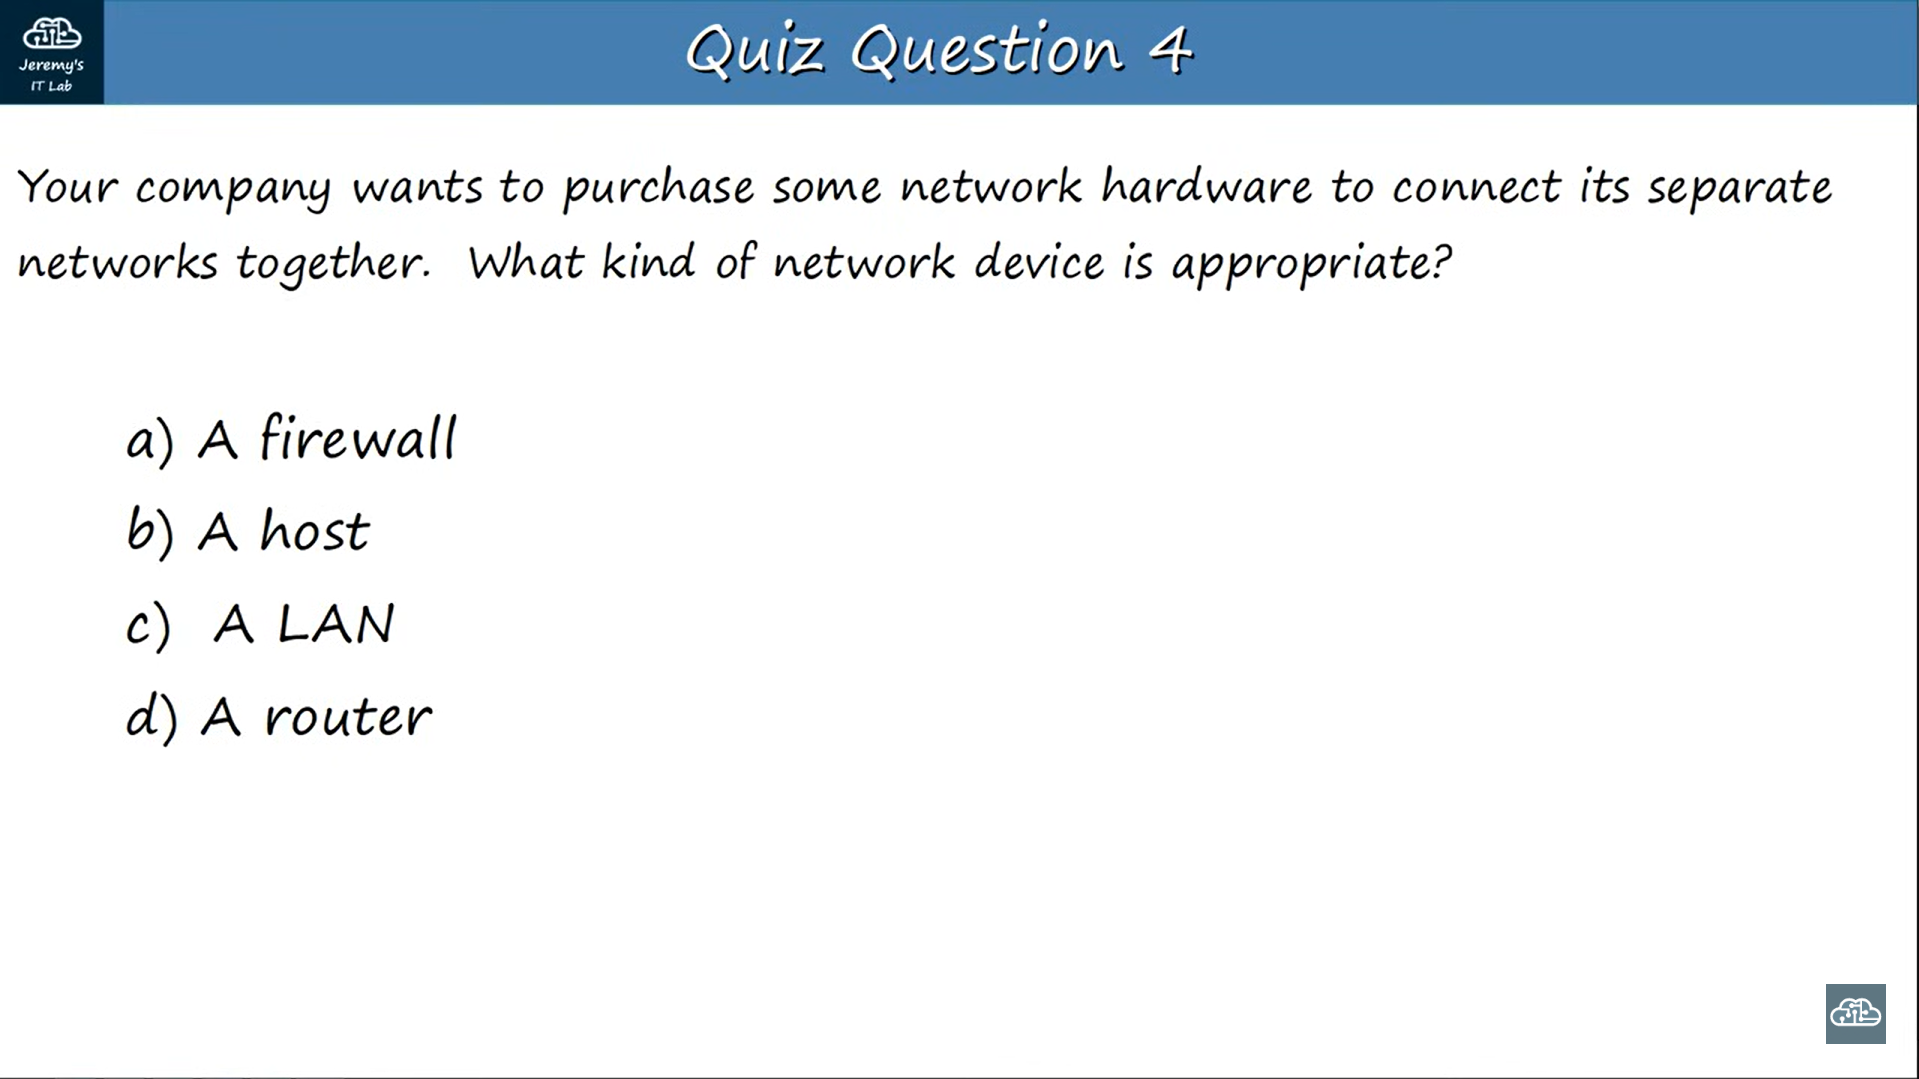 Jeremy's
IT Lab
Quiz Question 4
Your company wants to purchase some network hardware to connect its separate
networks together. What kind of network device is appropriate?
a) A firewall
b) A host
c) A LAN
d) A router